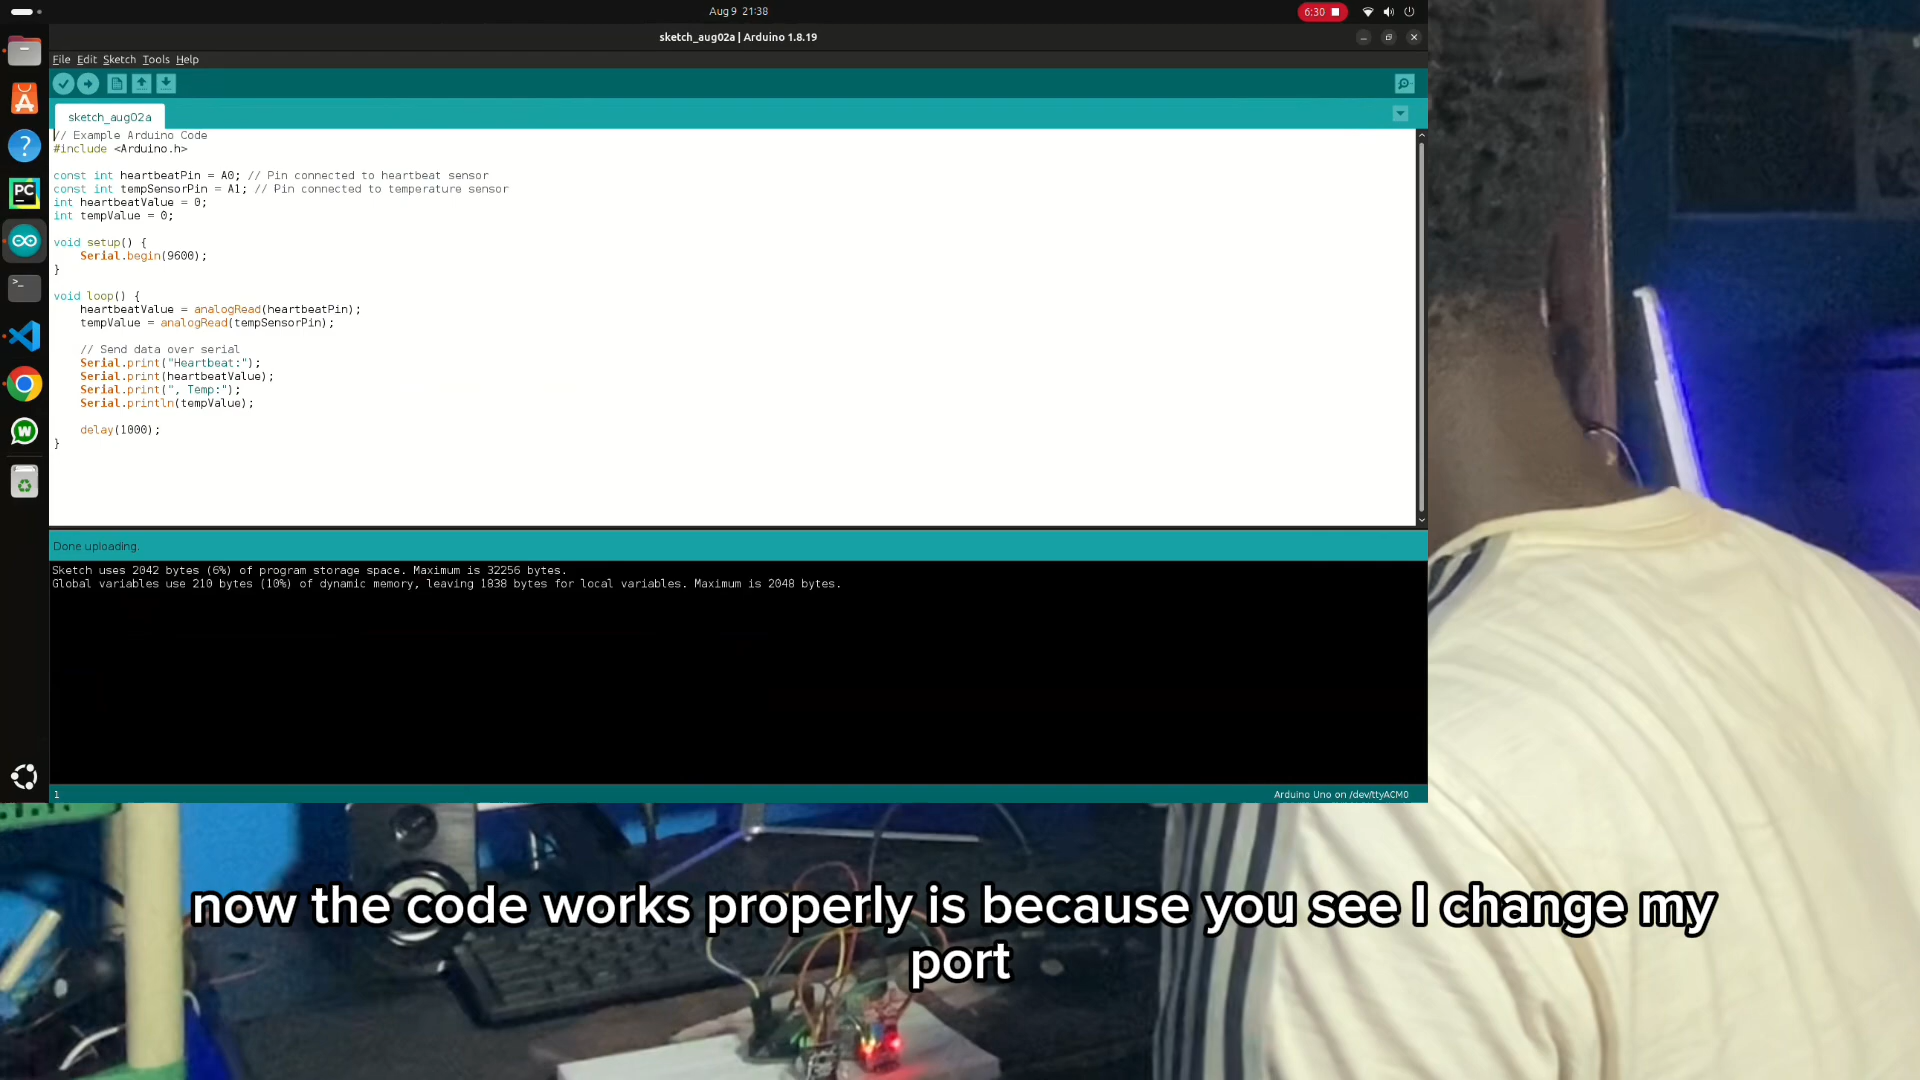 Aug 9 21:38
6:30
sketch_aug02a | Arduino 1.8.19
File Edit Sketch Tools Help
sketch_aug02a
// Example Arduino Code
#include <Arduino.h>
const int heartbeatPin = A0; // Pin connected to heartbeat sensor
const int tempSensorPin = A1; // Pin connected to temperature sensor
int heartbeatValue = 0;
int tempValue = 0;
void setup() {
Serial.begin(9600);
}
void loop() {
heartbeatValue = analogRead(heartbeatPin);
tempValue = analogRead(tempSensorPin);
// Send data over serial
Serial.print("Heartbeat:");
Serial.print(heartbeatValue);
Serial.print(", Temp:");
Serial.println(tempValue);
delay(1000);
}
PC
W
Done uploading.
Sketch uses 2042 bytes (6%) of program storage space. Maximum is 32256 bytes.
Global variables use 210 bytes (10%) of dynamic memory, leaving 1838 bytes for local variables. Maximum is 2048 bytes.
1
Arduino Uno on /dev/ttyACM0
now the code works properly is because you see I change my
port